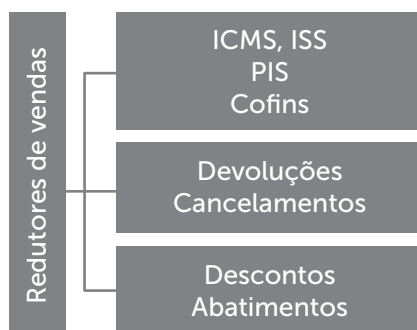 Redutores de vendas
ICMS, ISS
PIS
Cofins
Devoluções
Cancelamentos
Descontos
Abatimentos